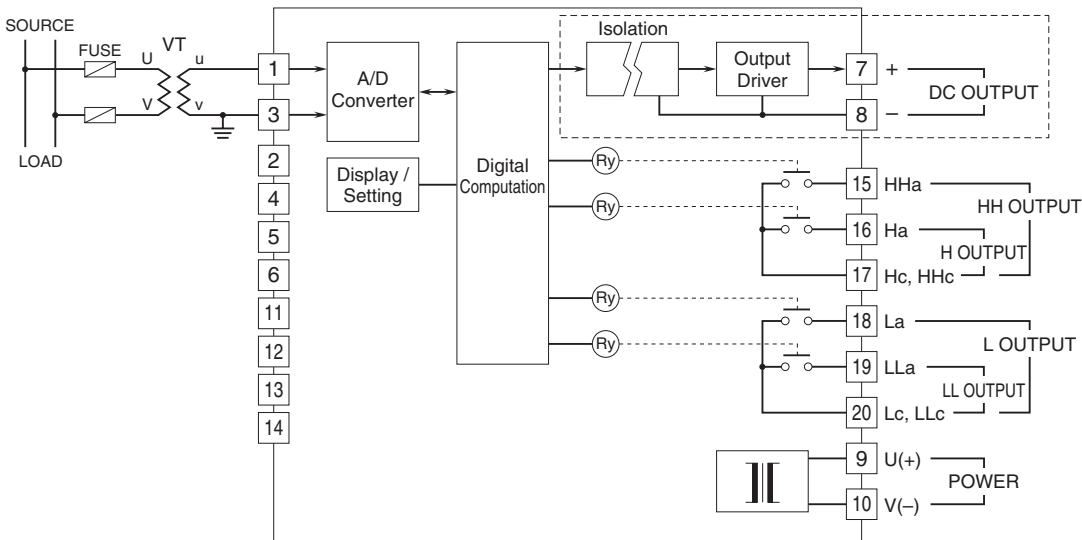 SOURCE
FUSE
VT
U
u
V
v
LOAD
1
3
2
4
5
6
11
12
13
14
A/D
Converter
Display /
Setting
Digital
Computation
Isolation
Output
Driver
7 +
8 –
DC OUTPUT
Ry
Ry
Ry
Ry
15 HHa
16 Ha
17 Hc, HHc
HH OUTPUT
H OUTPUT
18 La
19 LLa
20 Lc, LLc
L OUTPUT
LL OUTPUT
9 U(+)
10 V(–)
POWER